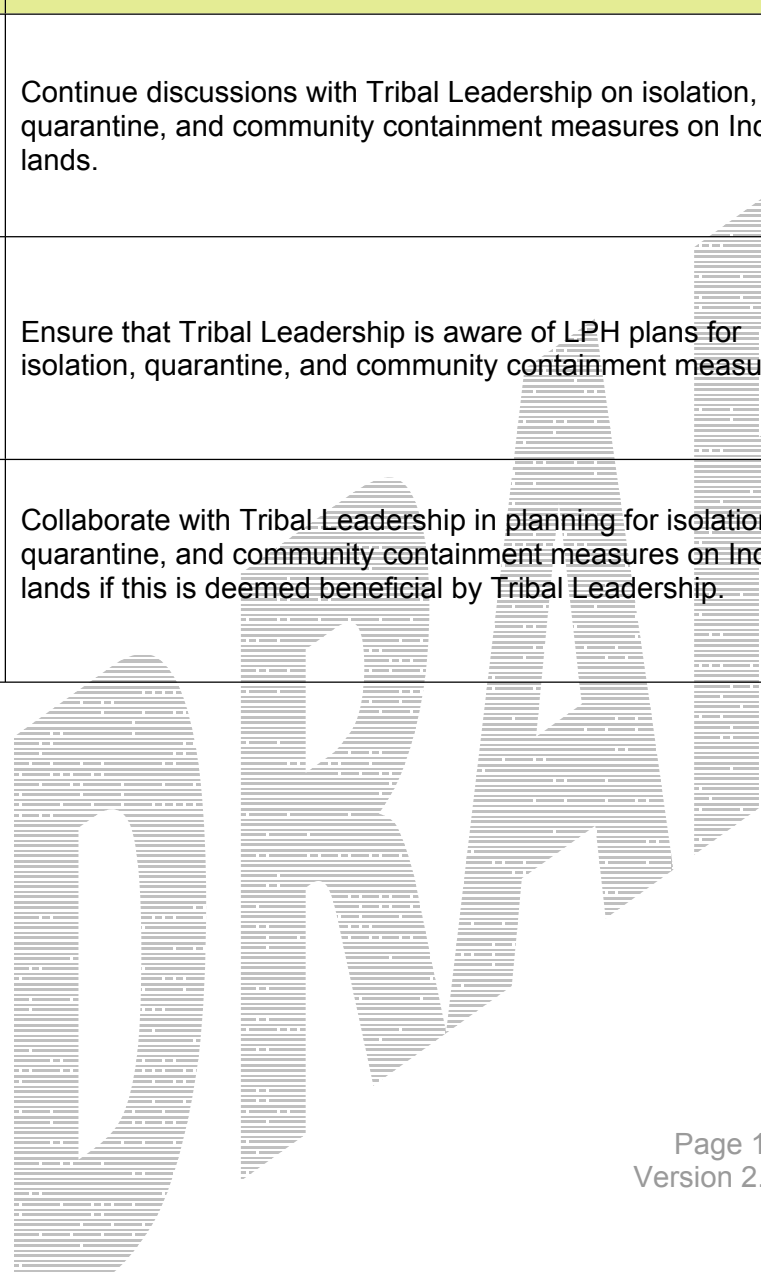 Continue discussions with Tribal Leadership on isolation,
quarantine, and community containment measures on Ind
lands.
Ensure that Tribal Leadership is aware of LPH plans for
isolation, quarantine, and community containment measu
Collaborate with Tribal Leadership in planning for isolation
quarantine, and community containment measures on Ind
lands if this is deemed beneficial by Tribal Leadership.
DRAF
Page 1
Version 2.